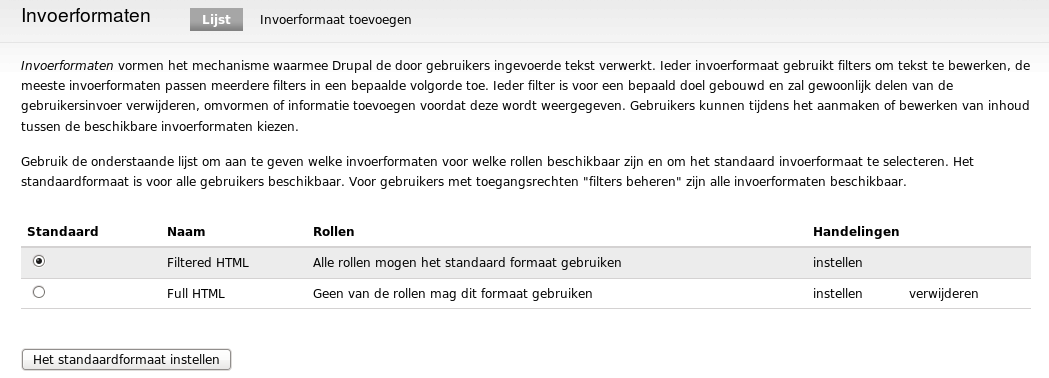 Invoerformaten Lijst Invoerformaat toevoegen
Invoerformaten vormen het mechanisme waarmee Drupal de door gebruikers ingevoerde tekst verwerkt. Ieder invoerformaat gebruikt filters om tekst te bewerken, de
meeste invoerformaten passen meerdere filters in een bepaalde volgorde toe. Ieder filter is voor een bepaald doel gebouwd en zal gewoonlijk delen van de
gebruikersinvoer verwijderen, omvormen of informatie toevoegen voordat deze wordt weergegeven. Gebruikers kunnen tijdens het aanmaken of bewerken van inhoud
tussen de beschikbare invoerformaten kiezen.
Gebruik de onderstaande lijst om aan te geven welke invoerformaten voor welke rollen beschikbaar zijn en om het standaard invoerformaat te selecteren. Het
standaardformaat is voor alle gebruikers beschikbaar. Voor gebruikers met toegangsrechten "filters beheren" zijn alle invoerformaten beschikbaar.
Standaard Naam Rollen Handelingen
Filtered HTML Alle rollen mogen het standaard formaat gebruiken instellen
Full HTML Geen van de rollen mag dit formaat gebruiken instellen verwijderen
Het standaardformaat instellen